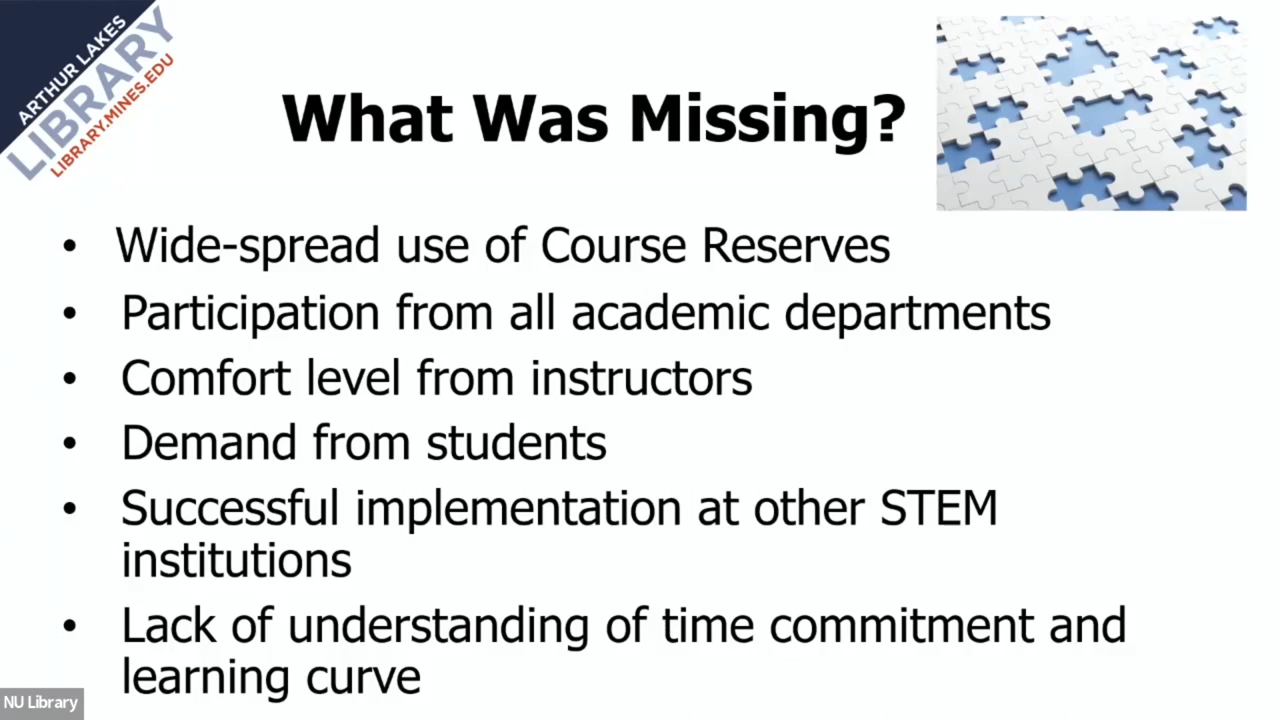 ARTHUR LAKES
LIBRARY
LIBRARY.MINES.EDU
What Was Missing?
• Wide-spread use of Course Reserves
• Participation from all academic departments
• Comfort level from instructors
• Demand from students
• Successful implementation at other STEM
institutions
• Lack of understanding of time commitment and
learning curve
NU Library